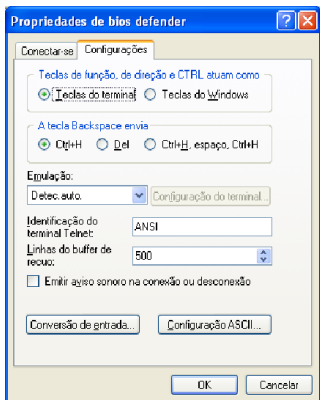 Propriedades de bios defender
Conectar-se Configurações
Teclas de função, de direção e CTRL atuam como
Teclas do terminal Teclas do Windows
A tecla Backspace envia
Ctrl+H Del Ctrl+H, espaço, Ctrl+H
Emulação:
Detec. auto. Configuração do terminal...
Identificação do
terminal Telnet: ANSI
Linhas do buffer de
recuo: 500
Emitir aviso sonoro na conexão ou desconexão
Conversão de entrada... Configuração ASCII...
OK Cancelar